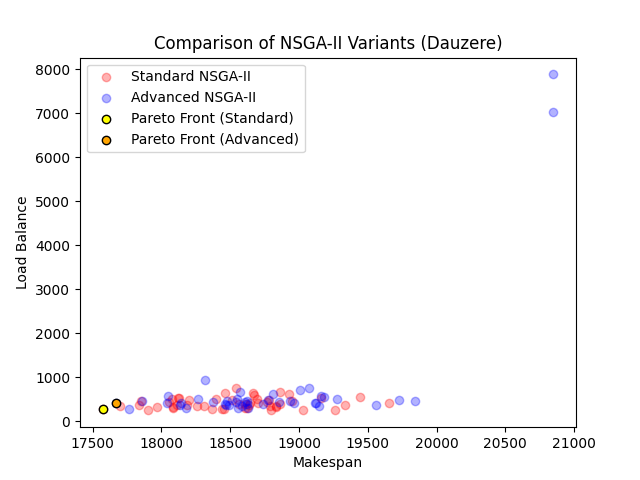 Comparison of NSGA-II Variants (Dauzere)
Standard NSGA-II
Advanced NSGA-II
Pareto Front (Standard)
Pareto Front (Advanced)
Load Balance
8000
7000
6000
5000
4000
3000
2000
1000
0
17500 18000 18500 19000 19500 20000 20500 21000
Makespan